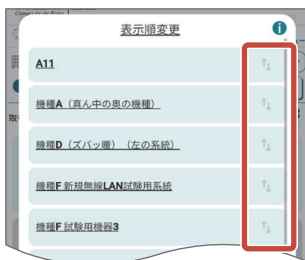 表示順変更
A11
機種A（真ん中の奥の機種）
機種D（ズバッ暖）（左の系統）
機種F 新規無線LAN試験用系統
機種F 試験用機器3